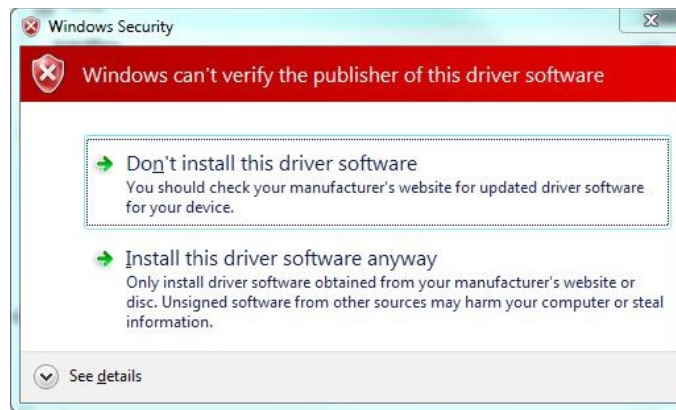 Windows Security
Windows can't verify the publisher of this driver software
Don't install this driver software
You should check your manufacturer's website for updated driver software
for your device.
Install this driver software anyway
Only install driver software obtained from your manufacturer's website or
disc. Unsigned software from other sources may harm your computer or steal
information.
See details